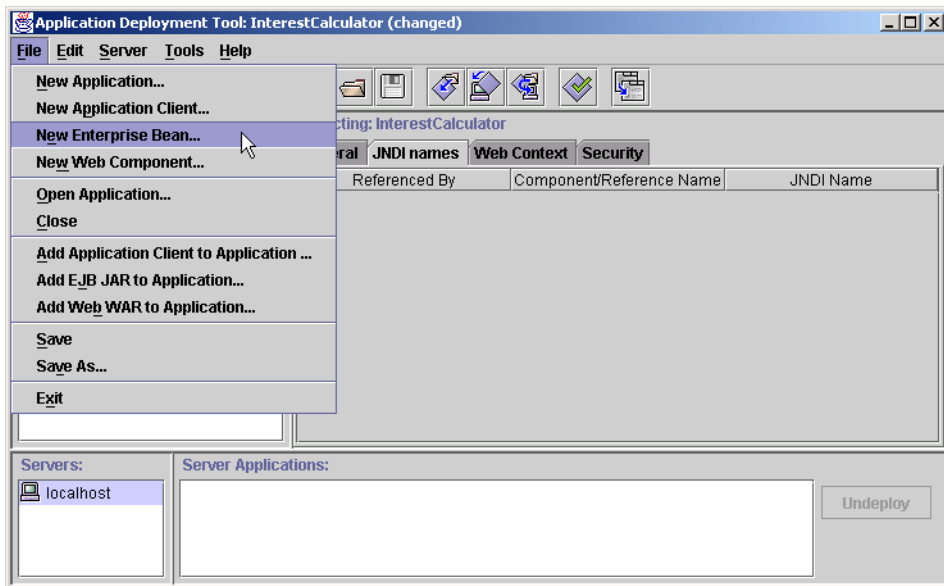 Application Deployment Tool: InterestCalculator (changed)
File Edit Server Tools Help
New Application...
New Application Client...
New Enterprise Bean...
New Web Component...
Open Application...
Close
Add Application Client to Application ...
Add EJB JAR to Application...
Add Web WAR to Application...
Save
Save As...
Exit
cting: InterestCalculator
ral JNDI names Web Context Security
Referenced By Component/Reference Name JNDI Name
Servers:
localhost
Server Applications:
Undeploy